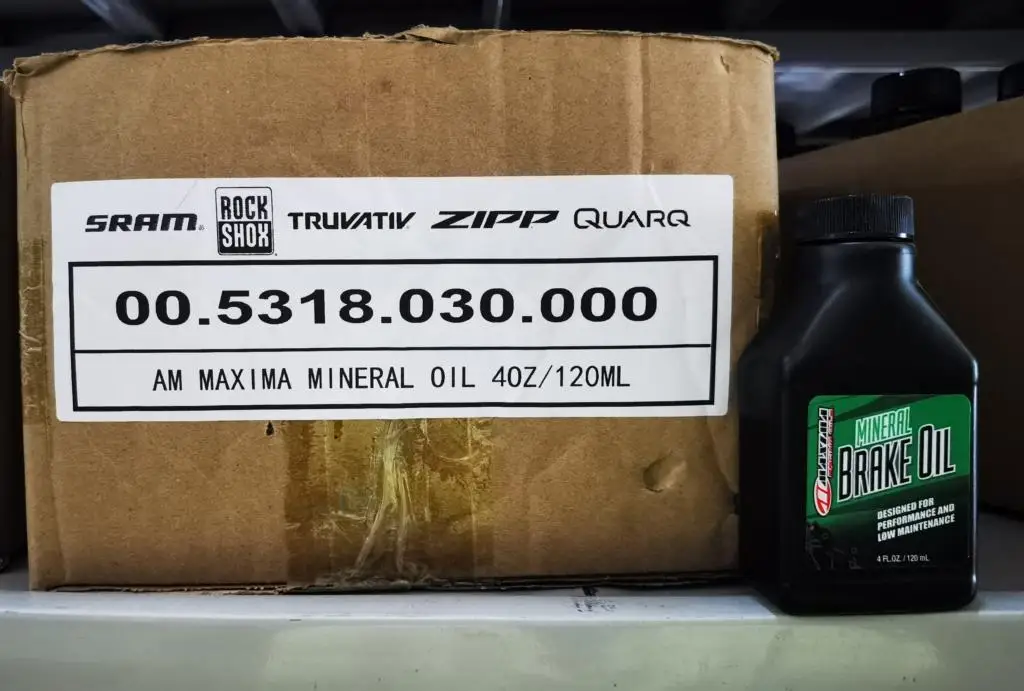 SRAM ROCK SHOX TRUVATIV ZIPP QUARQ
00.5318.030.000
AM MAXIMA MINERAL OIL 4OZ/120ML
MAXIMA
MINERAL
BRAKE OIL
DESIGNED FOR
PERFORMANCE AND
LOW MAINTENANCE
4 FL.OZ. / 120 mL